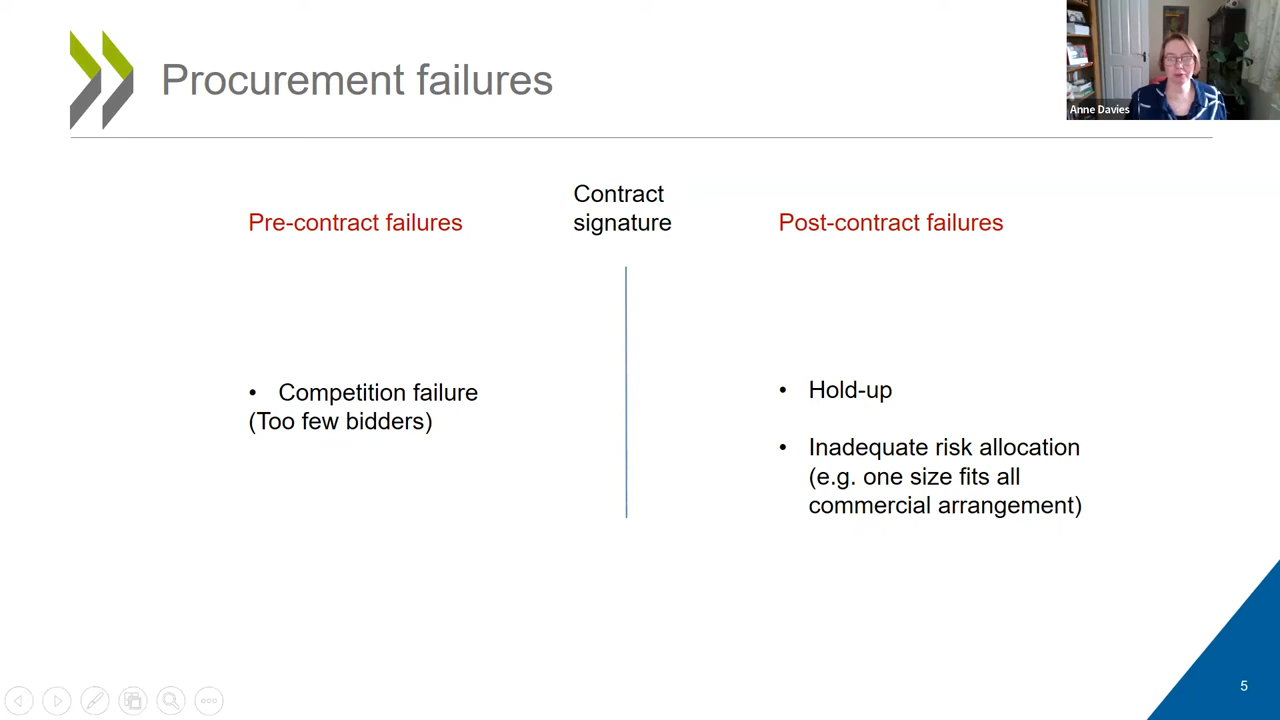 Procurement failures
Anne Davies
Contract
signature
Pre-contract failures
Post-contract failures
• Competition failure
(Too few bidders)
• Hold-up
• Inadequate risk allocation
(e.g. one size fits all
commercial arrangement)
5